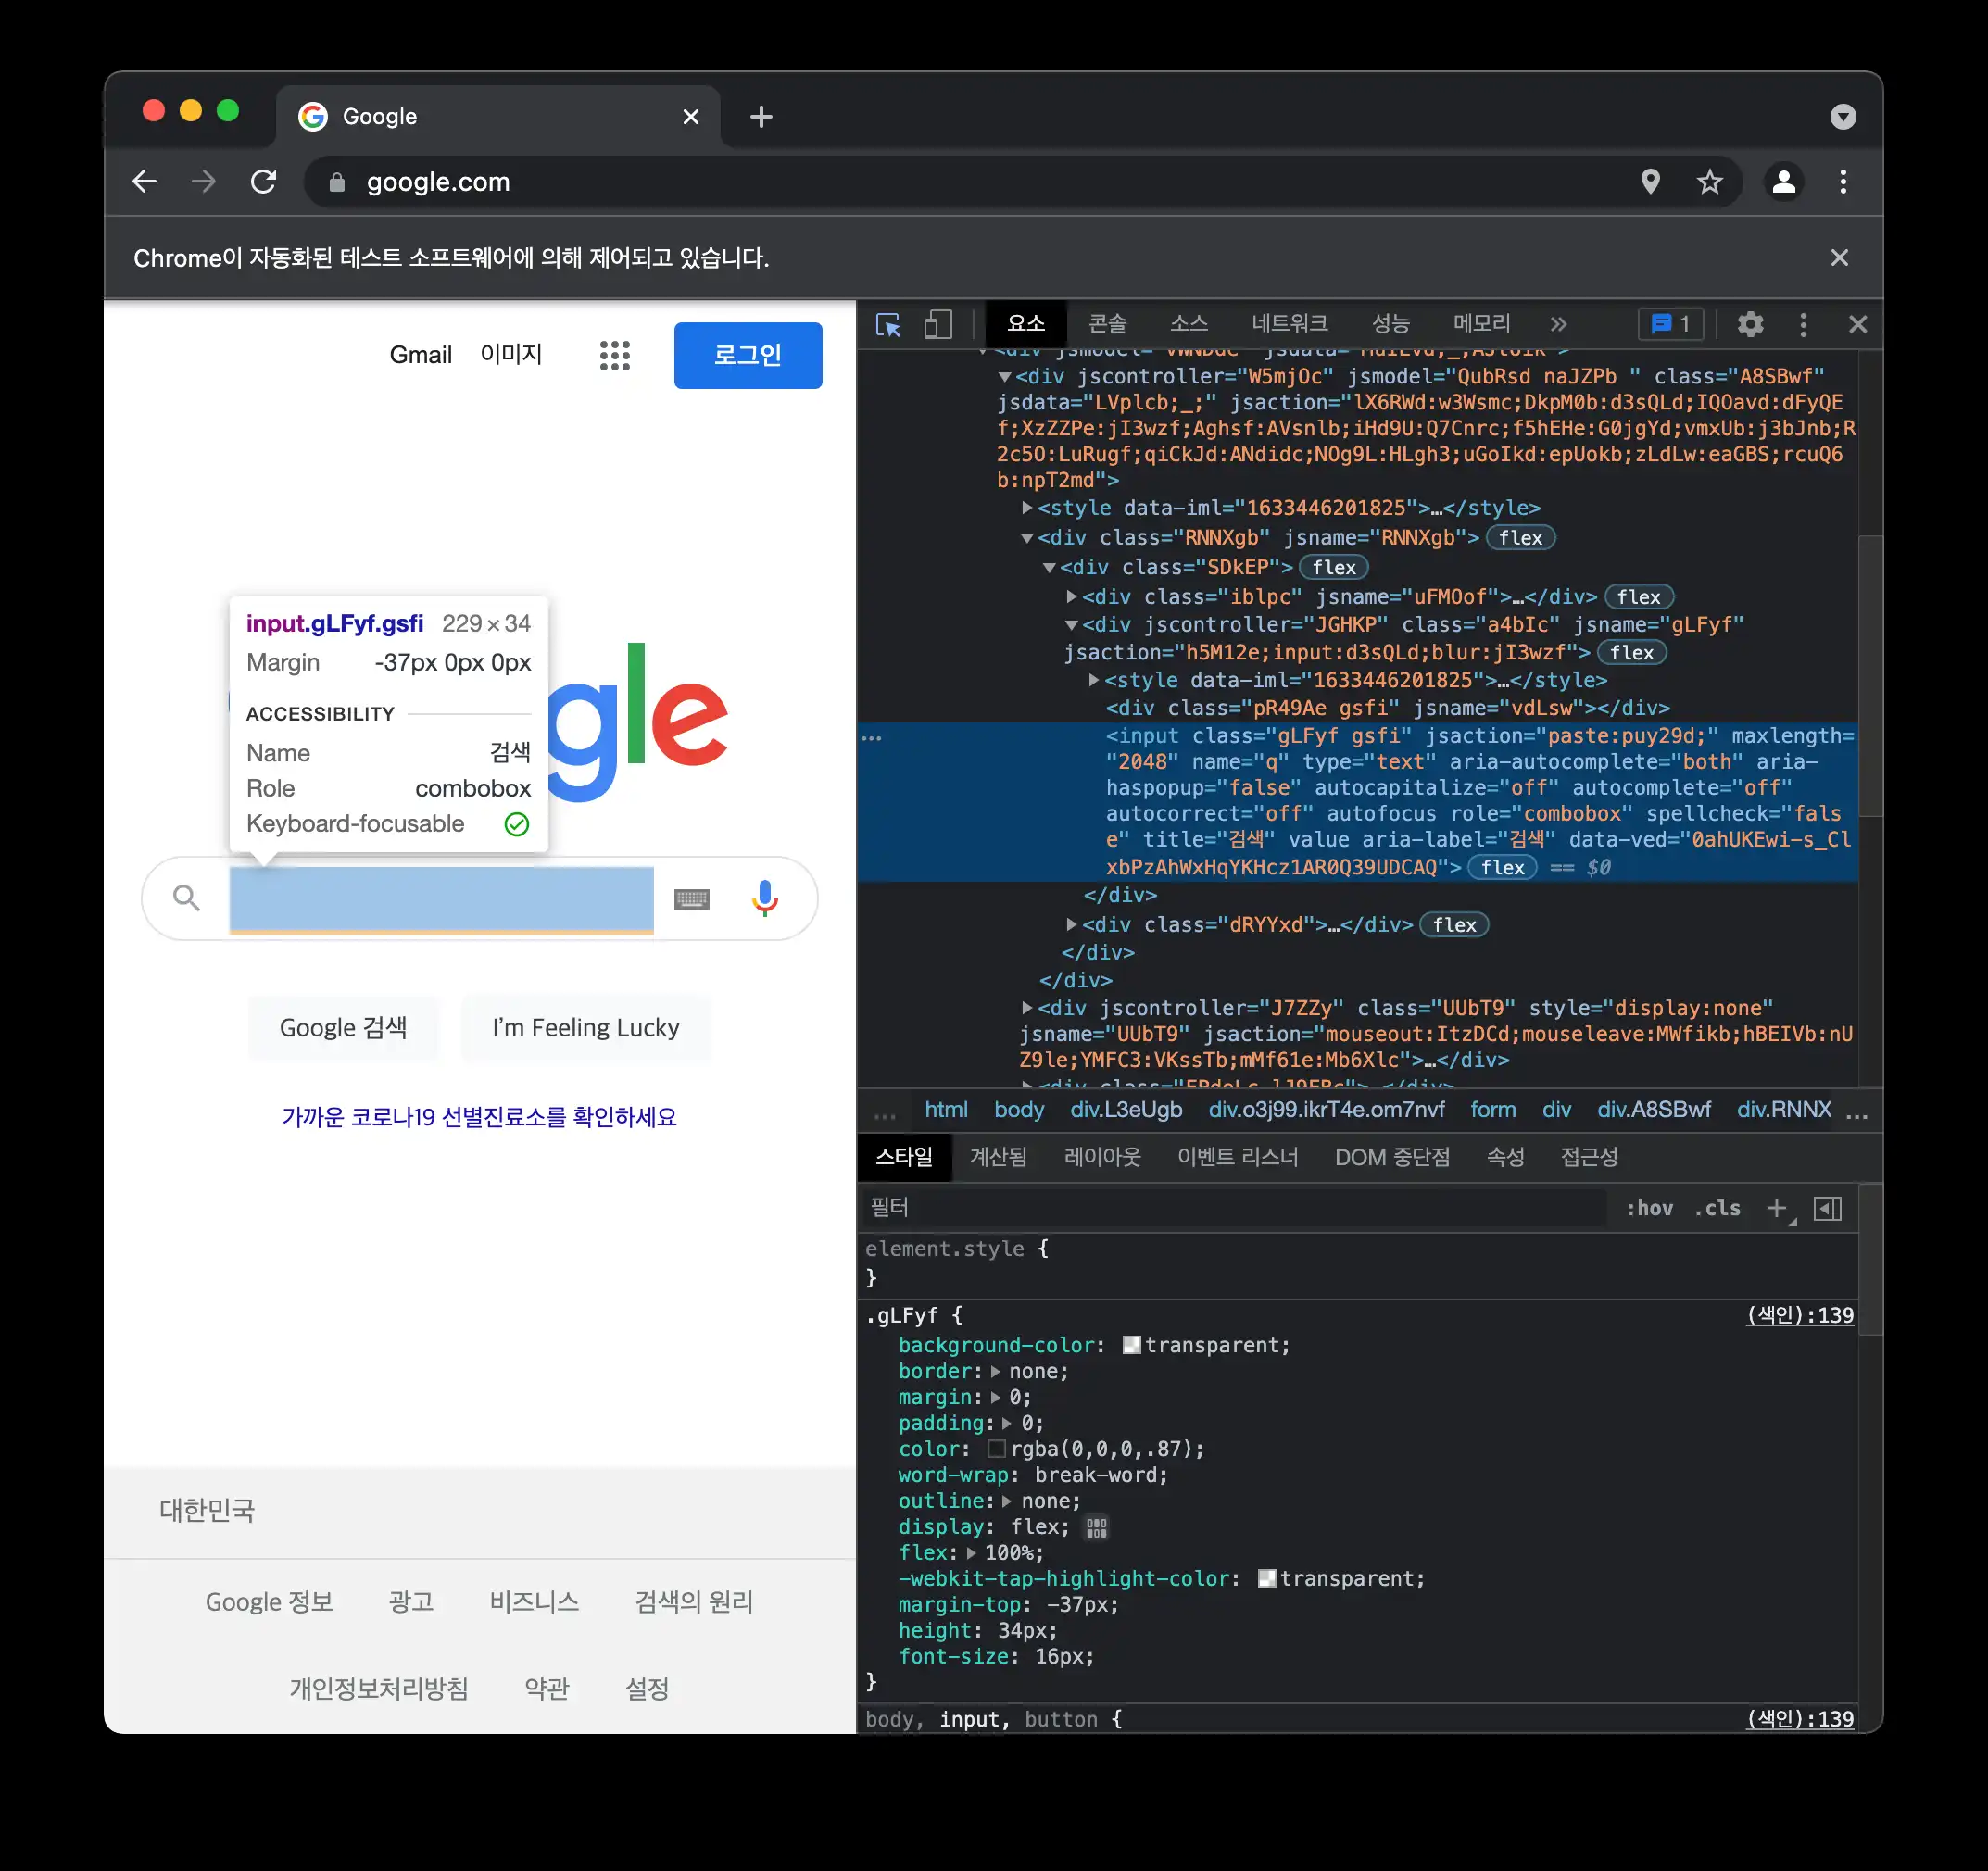 Google
google.com
Chrome이 자동화된 테스트 소프트웨어에 의해 제어되고 있습니다.
Gmail 이미지 로그인
input.gLFyf.gsfi 229 × 34
Margin -37px 0px 0px
ACCESSIBILITY
Name 검색
Role combobox
Keyboard-focusable
gle
Google 검색 I'm Feeling Lucky
가까운 코로나19 선별진료소를 확인하세요
대한민국
Google 정보 광고 비즈니스 검색의 원리
개인정보처리방침 약관 설정
요소 콘솔 소스 네트워크 성능 메모리 » 1
▼<div jscontroller="W5mjOc" jsmodel="QubRsd naJZPb " class="A8SBwf"
jsdata="LVplcb;_;" jsaction="lX6RWd:w3Wsmc;DkpM0b:d3sQLd;IQOavd:dFyQE
f;XzZZPe:jI3wzf;Aghsf:AVsnlb;iHd9U:Q7Cnrc;f5hEHe:G0jgYd;vmxUb:j3bJnb;R
2c5O:LuRugf;qiCkJd:ANdidc;NOg9L:HLgh3;uGoIkd:epUokb;zLdLw:eaGBS;rcuQ6
b:npT2md">
▶<style data-iml="1633446201825">…</style>
▼<div class="RNNXgb" jsname="RNNXgb"> flex
▼<div class="SDkEP"> flex
▶<div class="iblpc" jsname="uFMOof">…</div> flex
▼<div jscontroller="JGHKP" class="a4bIc" jsname="gLFyf"
jsaction="h5M12e;input:d3sQLd;blur:jI3wzf"> flex
▶<style data-iml="1633446201825">…</style>
<div class="pR49Ae gsfi" jsname="vdLsw"></div>
… <input class="gLFyf gsfi" jsaction="paste:puy29d;" maxlength=
"2048" name="q" type="text" aria-autocomplete="both" aria-
haspopup="false" autocapitalize="off" autocomplete="off"
autocorrect="off" autofocus role="combobox" spellcheck="fals
e" title="검색" value aria-label="검색" data-ved="0ahUKEwi-s_Cl
xbPzAhWxHqYKHcz1AR0Q39UDCAQ"> flex == $0
</div>
▶<div class="dRYYxd">…</div> flex
</div>
</div>
▶<div jscontroller="J7ZZy" class="UUbT9" style="display:none"
jsname="UUbT9" jsaction="mouseout:ItzDCd;mouseleave:MWfikb;hBEIVb:nU
Z9le;YMFC3:VKssTb;mMf61e:Mb6Xlc">…</div>
… html body div.L3eUgb div.o3j99.ikrT4e.om7nvf form div div.A8SBwf div.RNNX …
스타일 계산됨 레이아웃 이벤트 리스너 DOM 중단점 속성 접근성
필터 :hov .cls +
element.style {
}
.gLFyf { (색인):139
background-color: transparent;
border: ▶ none;
margin: ▶ 0;
padding: ▶ 0;
color: rgba(0,0,0,.87);
word-wrap: break-word;
outline: ▶ none;
display: flex;
flex: ▶ 100%;
-webkit-tap-highlight-color: transparent;
margin-top: -37px;
height: 34px;
font-size: 16px;
}
body, input, button { (색인):139